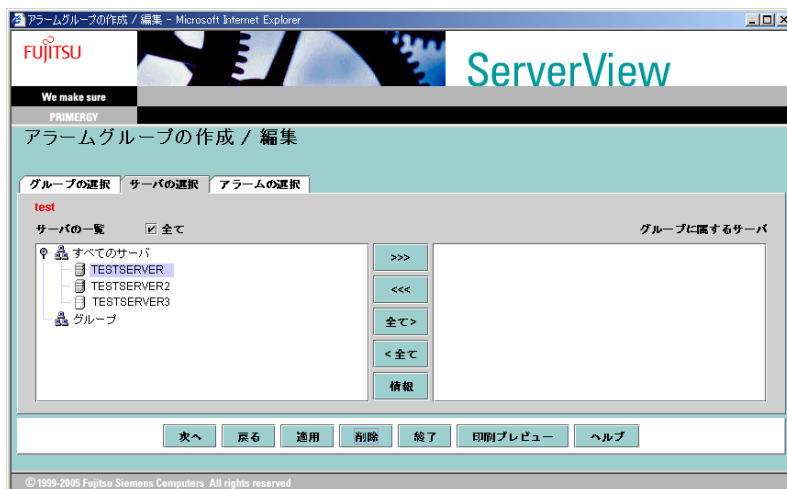 アラームグループの作成 / 編集 - Microsoft Internet Explorer
FUJITSU
ServerView
We make sure
PRIMERGY
アラームグループの作成 / 編集
グループの選択 サーバの選択 アラームの選択
test
サーバの一覧 全て グループに属するサーバ
すべてのサーバ
TESTSERVER
TESTSERVER2
TESTSERVER3
グループ
>>>
<<<
全て>
<全て
情報
次へ 戻る 適用 削除 終了 印刷プレビュー ヘルプ
© 1999-2005 Fujitsu Siemens Computers All rights reserved